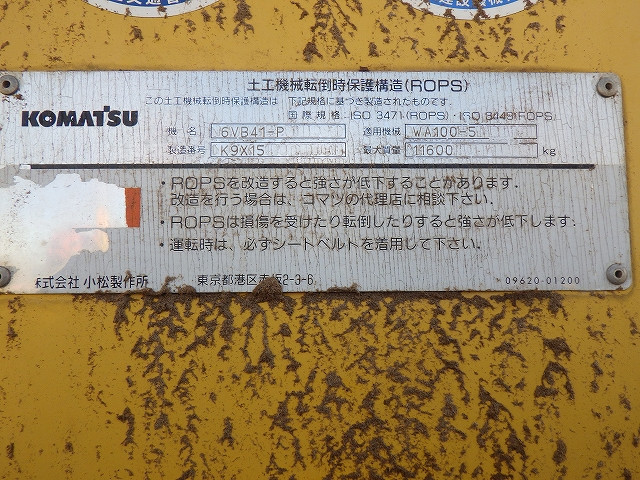 土工機械転倒時保護構造(ROPS)
この土工機械転倒時保護構造は 下記規格に基づき製造されたものです.
KOMATSU
国際規格 ISO 3471 (ROPS) ISO 3449 FOPS
機名 6VB41-P 適用機械 WA100-5
製造番号 K9X15 最大質量 11600 kg
・ROPSを改造すると強さが低下することがあります.
改造を行う場合は、コマツの代理店に相談下さい.
・ROPSは損傷を受けたり転倒したりすると強さが低下します.
・運転時は、必ずシートベルトを着用して下さい.
株式会社 小松製作所 東京都港区赤坂2-3-6 09620-01200